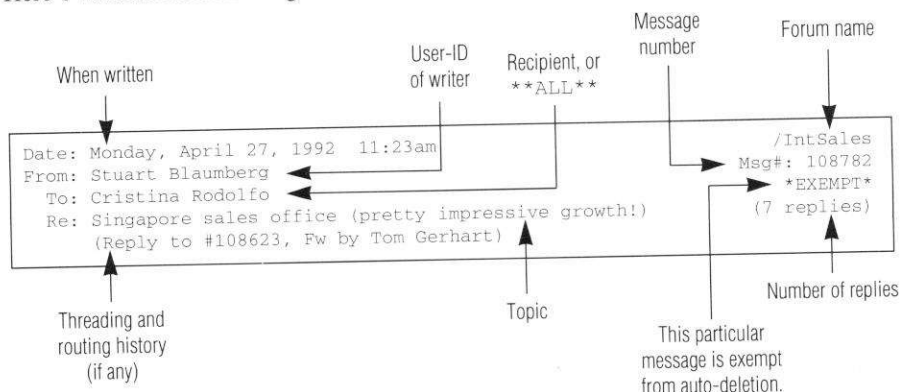 When written
User-ID
of writer
Recipient, or
**ALL**
Message
number
Forum name
Date: Monday, April 27, 1992 11:23am
From: Stuart Blaumberg
To: Cristina Rodolfo
Re: Singapore sales office (pretty impressive growth!)
(Reply to #108623, Fw by Tom Gerhart)
/IntSales
Msg#: 108782
*EXEMPT*
(7 replies)
Threading and
routing history
(if any)
Topic
This particular
message is exempt
from auto-deletion.
Number of replies